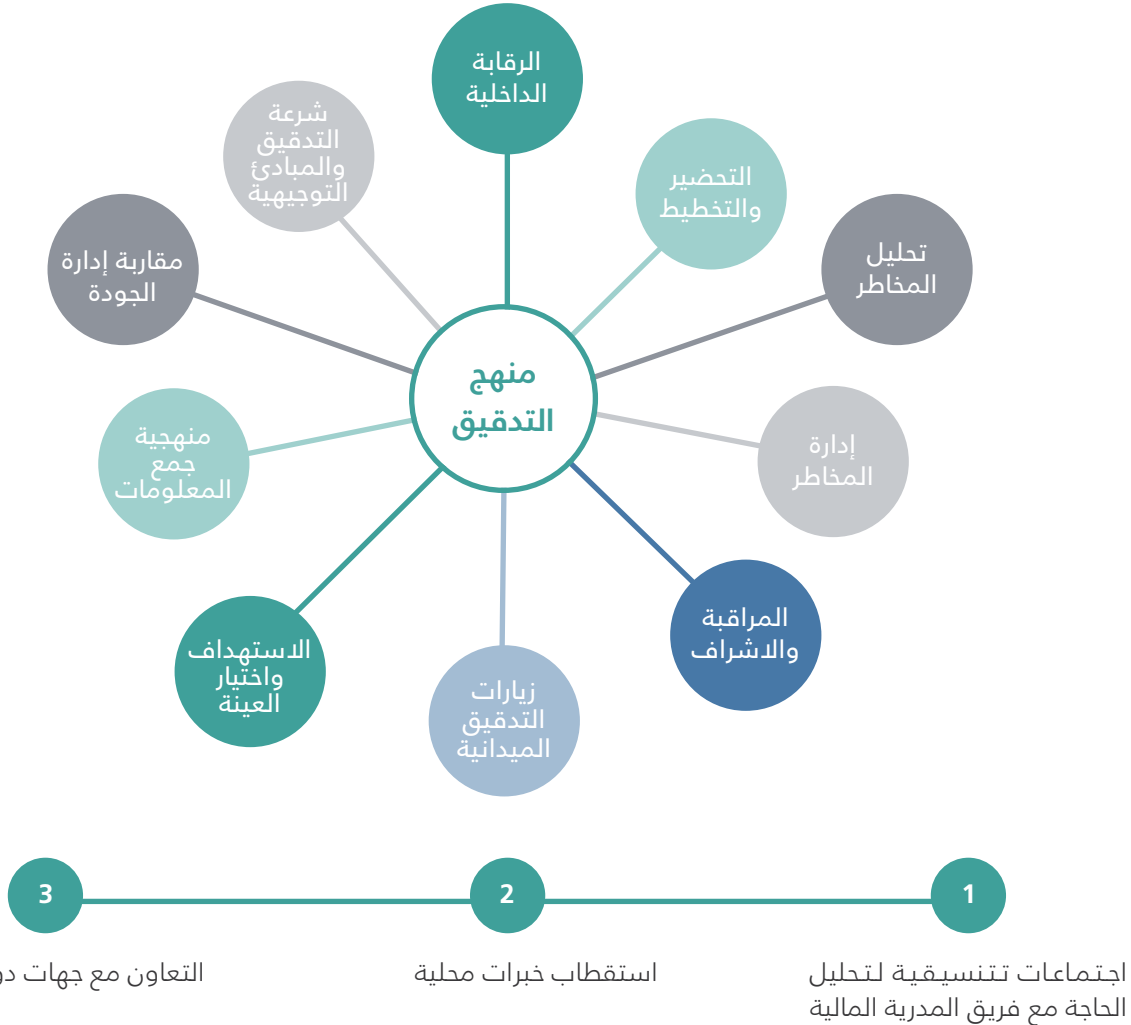 الرقابة
الداخلية
التحضير
والتخطيط
تحليل
المخاطر
إدارة
المخاطر
المراقبة
والاشراف
زيارات
التدقيق
الميدانية
الاستهداف
واختيار
العينة
منهجية
جمع
المعلومات
مقاربة إدارة
الجودة
شرعة
التدقيق
والمبادئ
التوجيهية
منهج
التدقيق
1
اجتماعات تتنسيقية لتحليل
الحاجة مع فريق المدرية المالية
2
استقطاب خبرات محلية
3
التعاون مع جهات